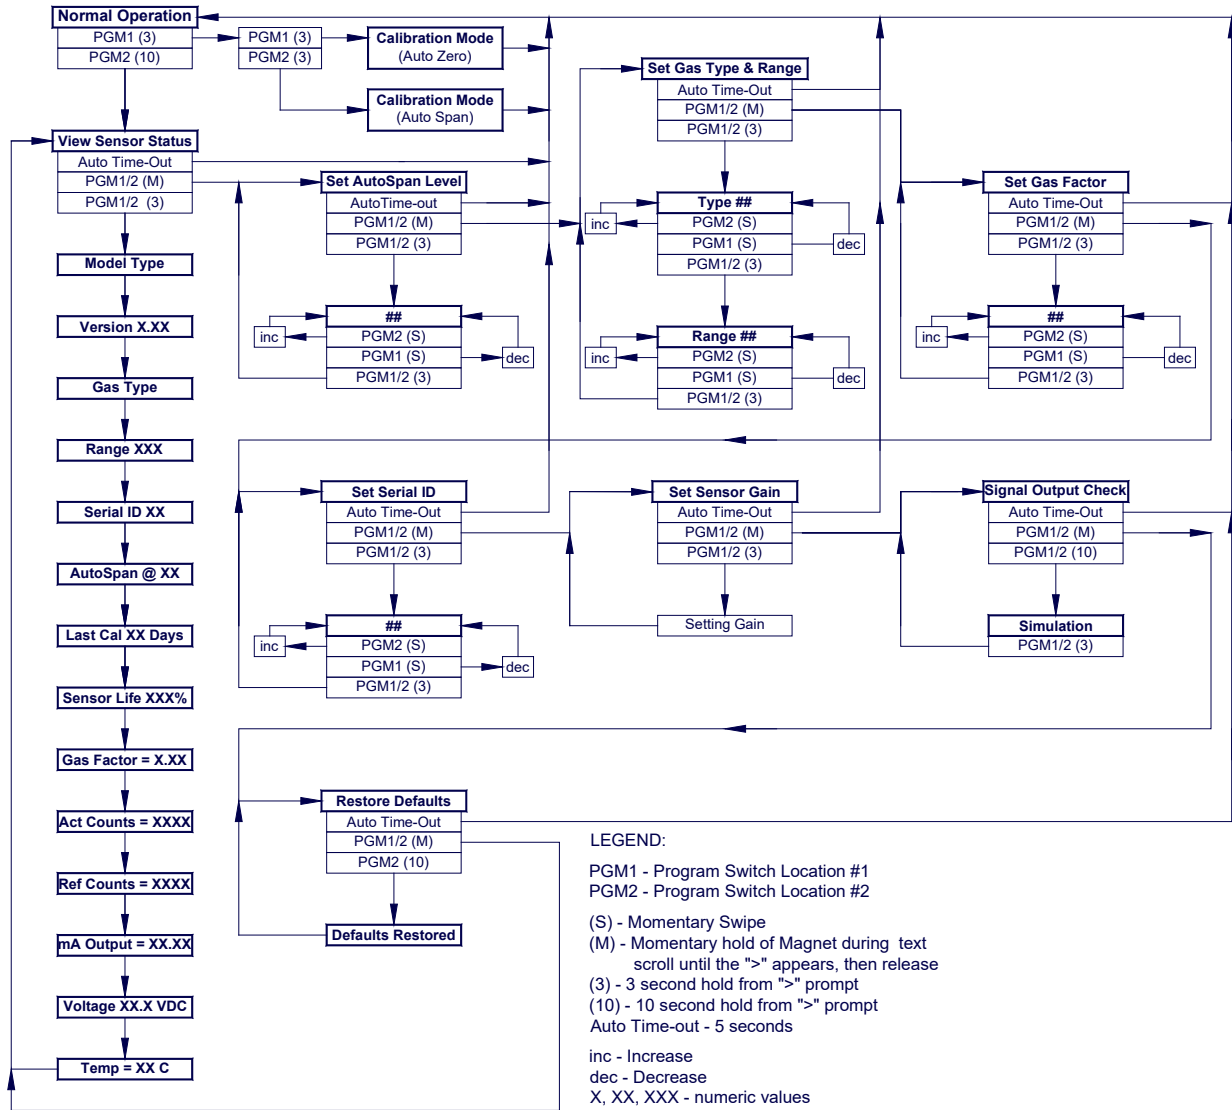 Normal Operation
PGM1 (3)
PGM2 (10)
PGM1 (3)
PGM2 (3)
Calibration Mode
(Auto Zero)
Calibration Mode
(Auto Span)
View Sensor Status
Auto Time-Out
PGM1/2 (M)
PGM1/2 (3)
Model Type
Version X.XX
Gas Type
Range XXX
Serial ID XX
AutoSpan @ XX
Last Cal XX Days
Sensor Life XXX%
Gas Factor = X.XX
Act Counts = XXXX
Ref Counts = XXXX
mA Output = XX.XX
Voltage XX.X VDC
Temp = XX C
Set AutoSpan Level
AutoTime-out
PGM1/2 (M)
PGM1/2 (3)
##
inc
PGM2 (S)
PGM1 (S)
dec
PGM1/2 (3)
Set Gas Type & Range
Auto Time-Out
PGM1/2 (M)
PGM1/2 (3)
Type ##
inc
PGM2 (S)
PGM1 (S)
dec
PGM1/2 (3)
Range ##
inc
PGM2 (S)
PGM1 (S)
dec
PGM1/2 (3)
Set Gas Factor
Auto Time-Out
PGM1/2 (M)
PGM1/2 (3)
##
inc
PGM2 (S)
PGM1 (S)
dec
PGM1/2 (3)
Set Serial ID
Auto Time-Out
PGM1/2 (M)
PGM1/2 (3)
##
inc
PGM2 (S)
PGM1 (S)
dec
PGM1/2 (3)
Set Sensor Gain
Auto Time-Out
PGM1/2 (M)
PGM1/2 (3)
Setting Gain
Signal Output Check
Auto Time-Out
PGM1/2 (M)
PGM1/2 (10)
Simulation
PGM1/2 (3)
Restore Defaults
Auto Time-Out
PGM1/2 (M)
PGM2 (10)
Defaults Restored
LEGEND:
PGM1 - Program Switch Location #1
PGM2 - Program Switch Location #2
(S) - Momentary Swipe
(M) - Momentary hold of Magnet during text
scroll until the ">" appears, then release
(3) - 3 second hold from ">" prompt
(10) - 10 second hold from ">" prompt
Auto Time-out - 5 seconds
inc - Increase
dec - Decrease
X, XX, XXX - numeric values